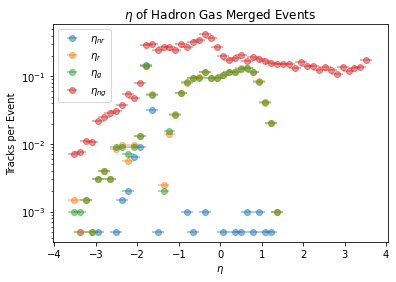 η of Hadron Gas Merged Events
η_nr
η_r
η_g
η_ng
Tracks per Event
10⁻¹
10⁻²
10⁻³
−4 −3 −2 −1 0 1 2 3 4
η